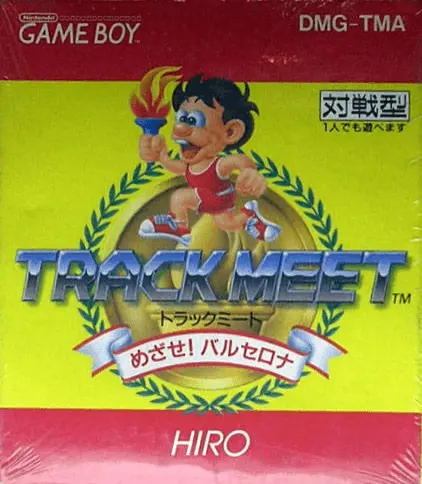 Nintendo
GAME BOY
DMG-TMA
対戦型
1人でも遊べます
TRACK MEET TM
トラックミート
めざせ!バルセロナ
HIRO